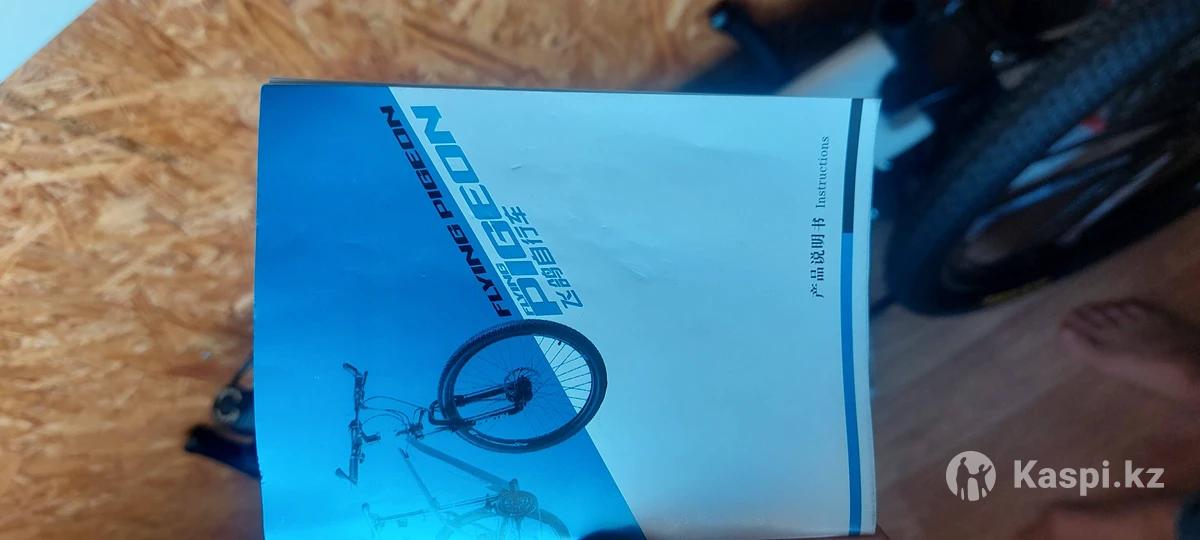 FLYING PIGEON
FLYING
PIGEON
飞鸽自行车
产品说明书 Instructions
Kaspi.kz